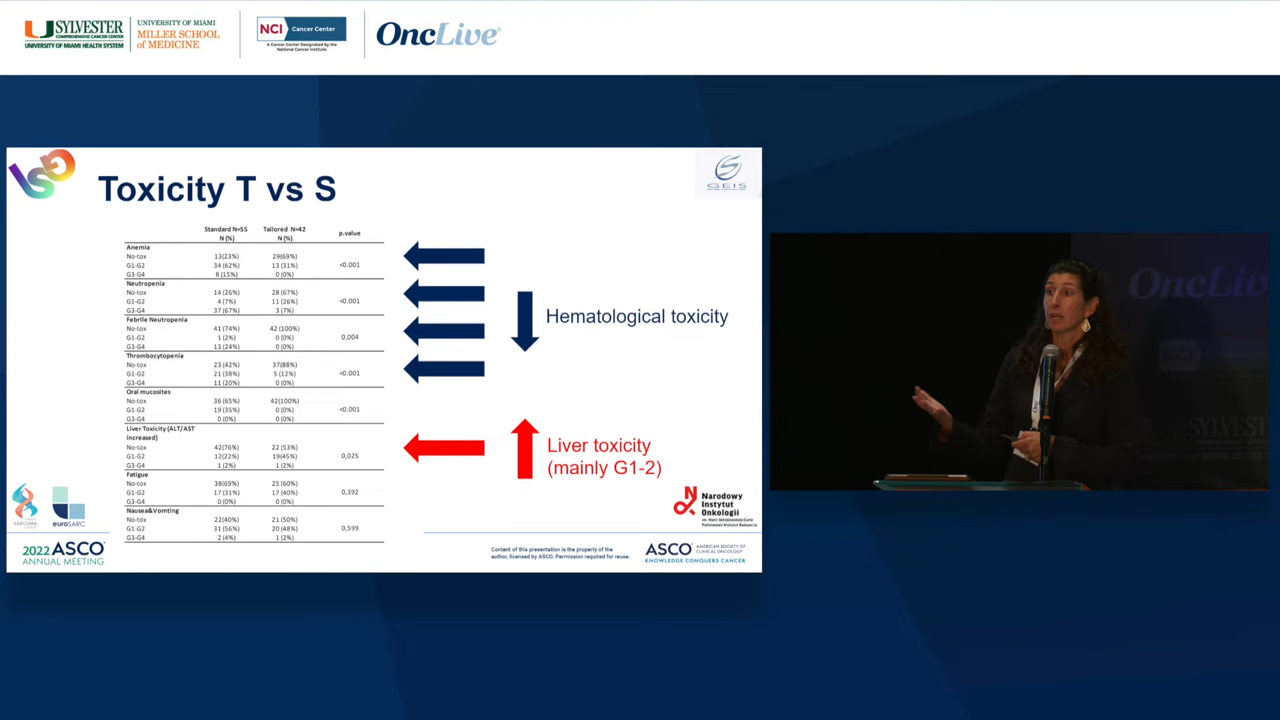 SYLVESTER
COMPREHENSIVE CANCER CENTER
UNIVERSITY OF MIAMI HEALTH SYSTEM
UNIVERSITY OF MIAMI
MILLER SCHOOL
of MEDICINE
NCI Cancer Center
A Cancer Center Designated by the
National Cancer Institute
OncLive®
Toxicity T vs S
GEIS
Standard N=55 Tailored N=42 p.value
N (%) N (%)
Anemia
No-tox 13(23%) 29(69%)
G1-G2 34 (62%) 13 (31%) <0.001
G3-G4 8 (15%) 0 (0%)
Neutropenia
No-tox 14 (26%) 28 (67%)
G1-G2 4 (7%) 11 (26%) <0.001
G3-G4 37 (67%) 3 (7%)
Febrile Neutropenia
No-tox 41 (74%) 42 (100%)
G1-G2 1 (2%) 0 (0%) 0,004
G3-G4 13 (24%) 0 (0%)
Thrombocytopenia
No-tox 23 (42%) 37(88%)
G1-G2 21 (38%) 5 (12%) <0.001
G3-G4 11 (20%) 0 (0%)
Oral mucosites
No-tox 36 (65%) 42(100%)
G1-G2 19 (35%) 0 (0%) <0.001
G3-G4 0 (0%) 0 (0%)
Liver Toxicity (ALT/AST
Increased)
No-tox 42(76%) 22 (53%)
G1-G2 12(22%) 19(45%) 0,025
G3-G4 1 (2%) 1 (2%)
Fatigue
No-tox 38(69%) 25 (60%)
G1-G2 17 (31%) 17 (40%) 0,392
G3-G4 0 (0%) 0 (0%)
Nausea&Vomting
No-tox 22(40%) 21 (50%)
G1-G2 31 (56%) 20 (48%) 0,599
G3-G4 2 (4%) 1 (2%)
Hematological toxicity
Liver toxicity
(mainly G1-2)
SARCOMA
euroSARC
Narodowy
Instytut
Onkologii
im. Marii Skłodowskiej-Curie
Państwowy Instytut Badawczy
2022 ASCO
ANNUAL MEETING
Content of this presentation is the property of the
author, licensed by ASCO. Permission required for reuse.
ASCO AMERICAN SOCIETY OF
CLINICAL ONCOLOGY
KNOWLEDGE CONQUERS CANCER
OncLiv
SYLVES